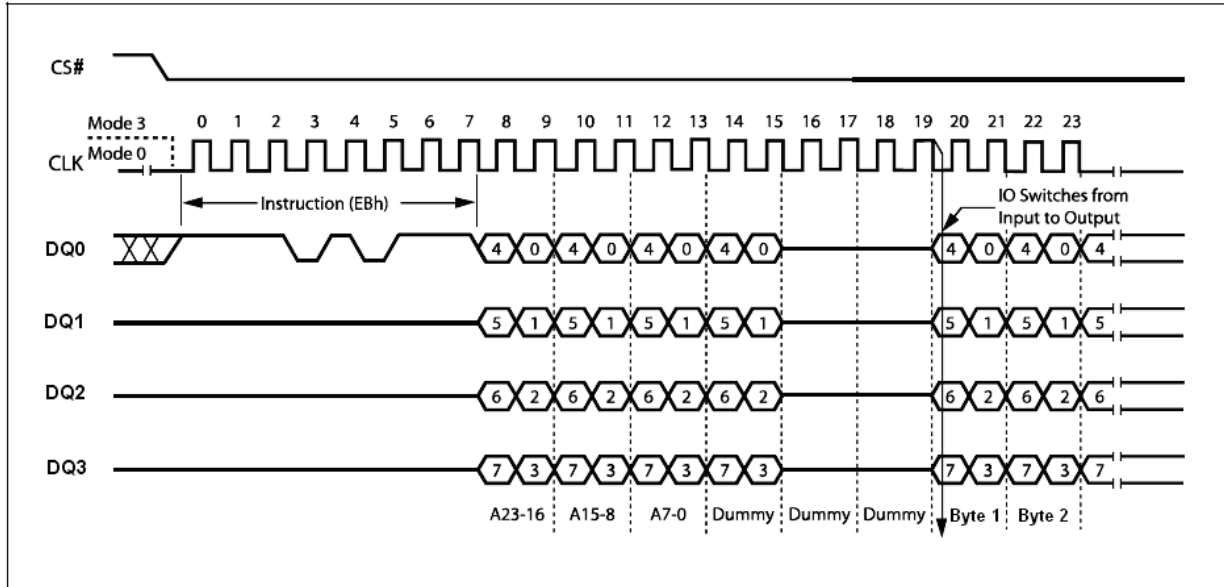 CS#
Mode 3
0 1 2 3 4 5 6 7 8 9 10 11 12 13 14 15 16 17 18 19 20 21 22 23
Mode 0
CLK
Instruction (EBh)
IO Switches from
Input to Output
DQ0
4 0 4 0 4 0 4 0 4 0 4 0 4
DQ1
5 1 5 1 5 1 5 1 5 1 5 1 5
DQ2
6 2 6 2 6 2 6 2 6 2 6 2 6
DQ3
7 3 7 3 7 3 7 3 7 3 7 3 7
A23-16 A15-8 A7-0 Dummy Dummy Dummy Byte 1 Byte 2